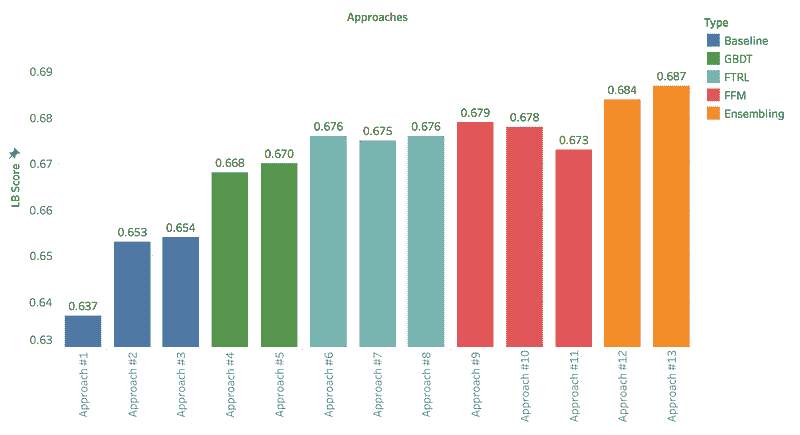 Approaches
Type
Baseline
GBDT
FTRL
FFM
Ensembling
LB Score
0.69
0.68
0.67
0.66
0.65
0.64
0.63
0.637
0.653
0.654
0.668
0.670
0.676
0.675
0.676
0.679
0.678
0.673
0.684
0.687
Approach #1
Approach #2
Approach #3
Approach #4
Approach #5
Approach #6
Approach #7
Approach #8
Approach #9
Approach #10
Approach #11
Approach #12
Approach #13